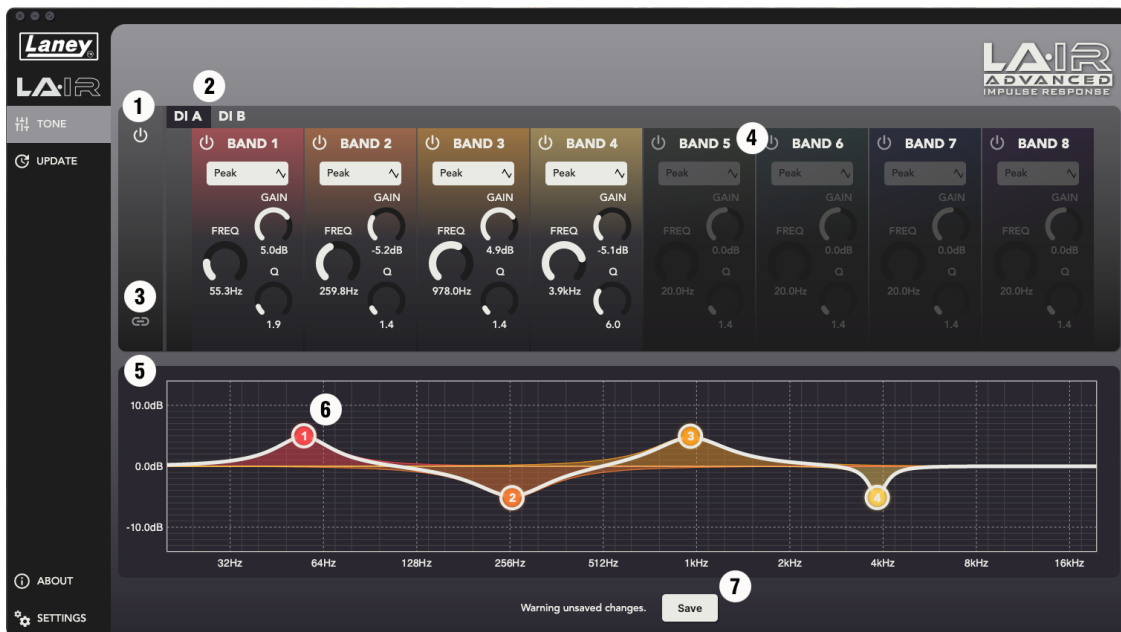 Laney
LA·IR
TONE
UPDATE
ABOUT
SETTINGS
LA·IR
ADVANCED
IMPULSE RESPONSE
1
2
3
4
5
6
7
DI A DI B
BAND 1 BAND 2 BAND 3 BAND 4 BAND 5 BAND 6 BAND 7 BAND 8
Peak Peak Peak Peak Peak Peak Peak Peak
GAIN GAIN GAIN GAIN GAIN GAIN GAIN GAIN
FREQ FREQ FREQ FREQ FREQ FREQ FREQ FREQ
5.0dB -5.2dB 4.9dB -5.1dB 0.0dB 0.0dB 0.0dB 0.0dB
Q Q Q Q Q Q Q Q
55.3Hz 259.8Hz 978.0Hz 3.9kHz 20.0Hz 20.0Hz 20.0Hz 20.0Hz
1.9 1.4 1.4 6.0 1.4 1.4 1.4 1.4
10.0dB
0.0dB
-10.0dB
1 2 3 4
32Hz 64Hz 128Hz 256Hz 512Hz 1kHz 2kHz 4kHz 8kHz 16kHz
Warning unsaved changes. Save